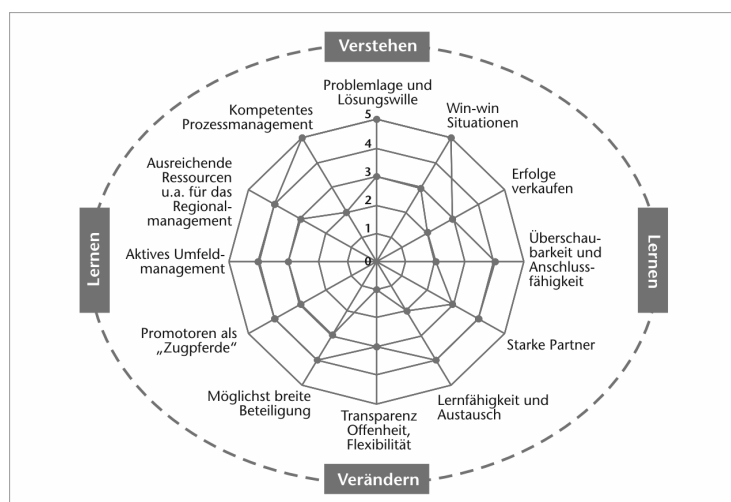 Verstehen
Problemlage und
Lösungswille
Kompetentes
Prozessmanagement
Win-win
Situationen
Ausreichende
Ressourcen
u.a. für das
Regional-
management
Erfolge
verkaufen
5
4
3
2
1
0
Lernen
Aktives Umfeld-
management
Überschau-
barkeit und
Anschluss-
fähigkeit
Lernen
Promotoren als
„Zugpferde“
Starke Partner
Möglichst breite
Beteiligung
Transparenz
Offenheit,
Flexibilität
Lernfähigkeit und
Austausch
Verändern